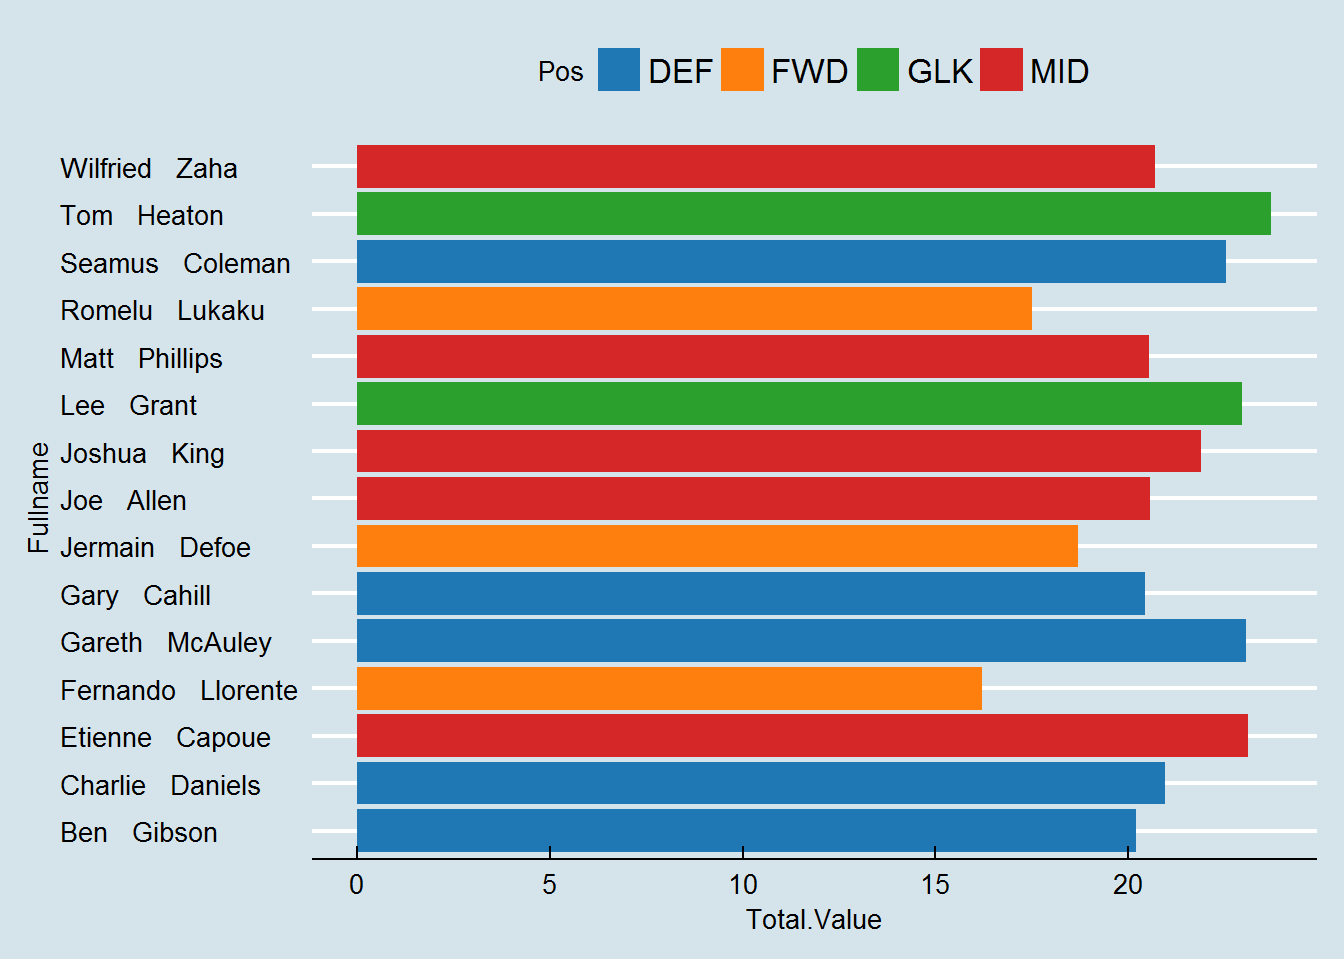 Pos DEF FWD GLK MID
Wilfried Zaha
Tom Heaton
Seamus Coleman
Romelu Lukaku
Matt Phillips
Lee Grant
Joshua King
Joe Allen
Jermain Defoe
Gary Cahill
Gareth McAuley
Fernando Llorente
Etienne Capoue
Charlie Daniels
Ben Gibson
Fullname
0 5 10 15 20
Total.Value